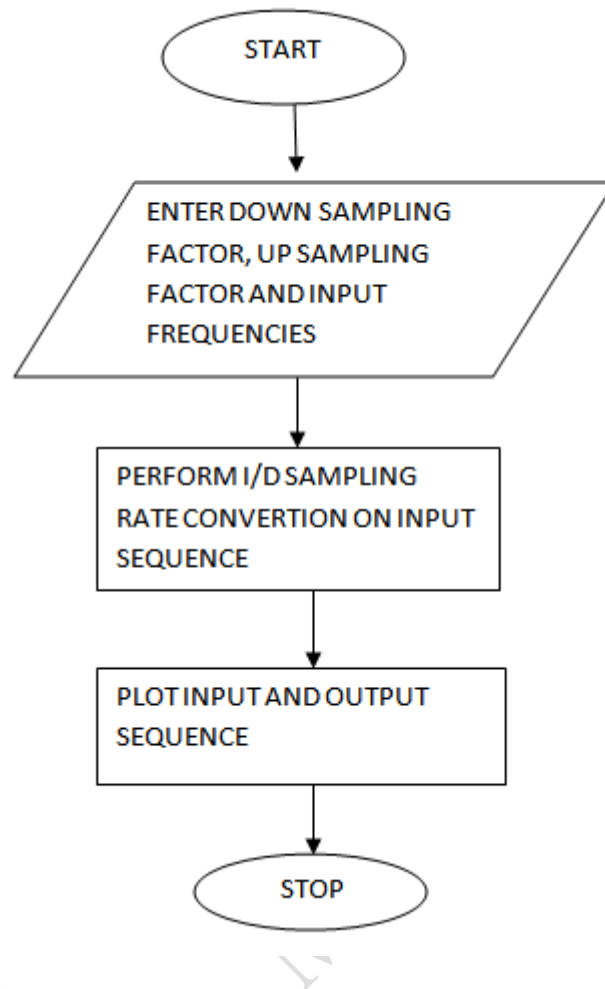 START
ENTER DOWN SAMPLING
FACTOR, UP SAMPLING
FACTOR AND INPUT
FREQUENCIES
PERFORM I/D SAMPLING
RATE CONVERTION ON INPUT
SEQUENCE
PLOT INPUT AND OUTPUT
SEQUENCE
STOP